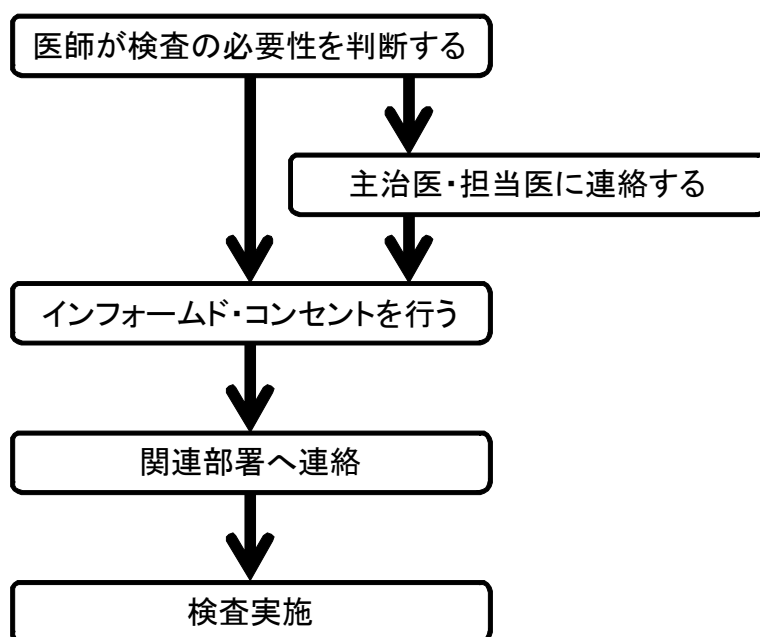 医師が検査の必要性を判断する
主治医・担当医に連絡する
インフォームド・コンセントを行う
関連部署へ連絡
検査実施